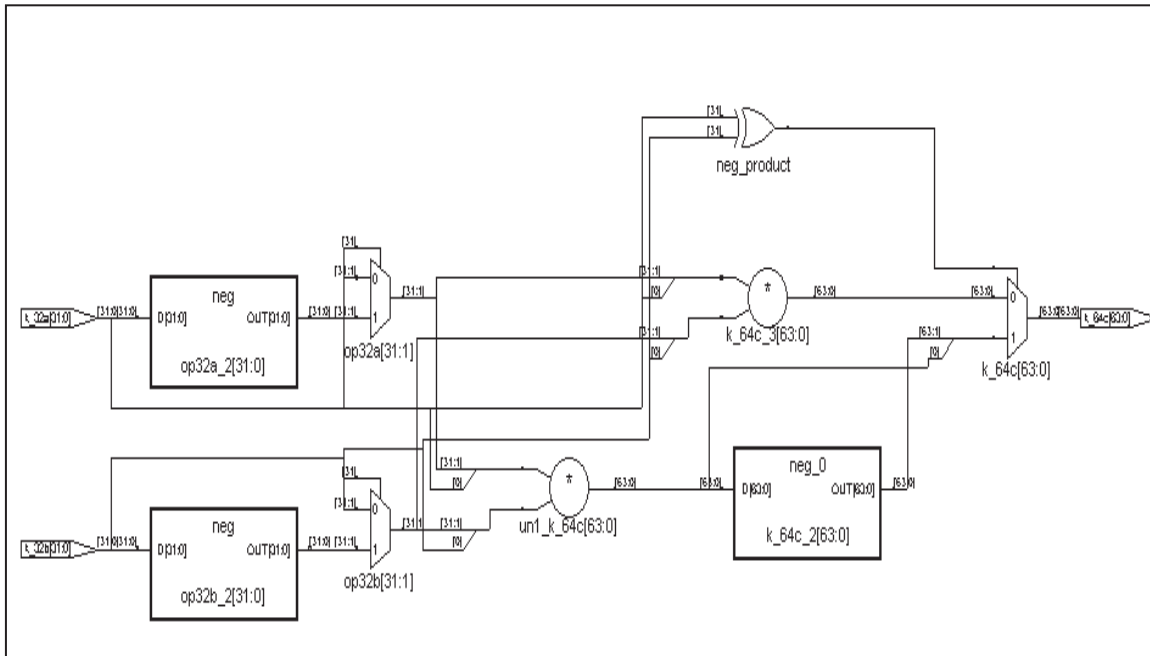 [31]
[31]
neg_product
[31]
[31:1]
0
[31:1]
[31:1]
[0]
*
[63:0]
[63:0]
0
[63:0][63:0]
k_64c[63:0]
neg
k_32a[31:0]
[31:0][31:0]
D[31:0]
OUT[31:0]
[31:0]
[31:1]
1
op32a_2[31:0]
op32a[31:1]
[31:1]
[0]
k_64c_3[63:0]
[63:1]
[0]
1
k_64c[63:0]
[31]
[31:1]
0
[31:1]
[0]
*
[63:0]
[63:0]
neg_0
D[63:0]
OUT[63:0]
[63:0]
k_64c_2[63:0]
neg
[31:1]
[31:1]
[0]
un1_k_64c[63:0]
k_32b[31:0]
[31:0][31:0]
D[31:0]
OUT[31:0]
[31:0]
[31:1]
1
op32b_2[31:0]
op32b[31:1]